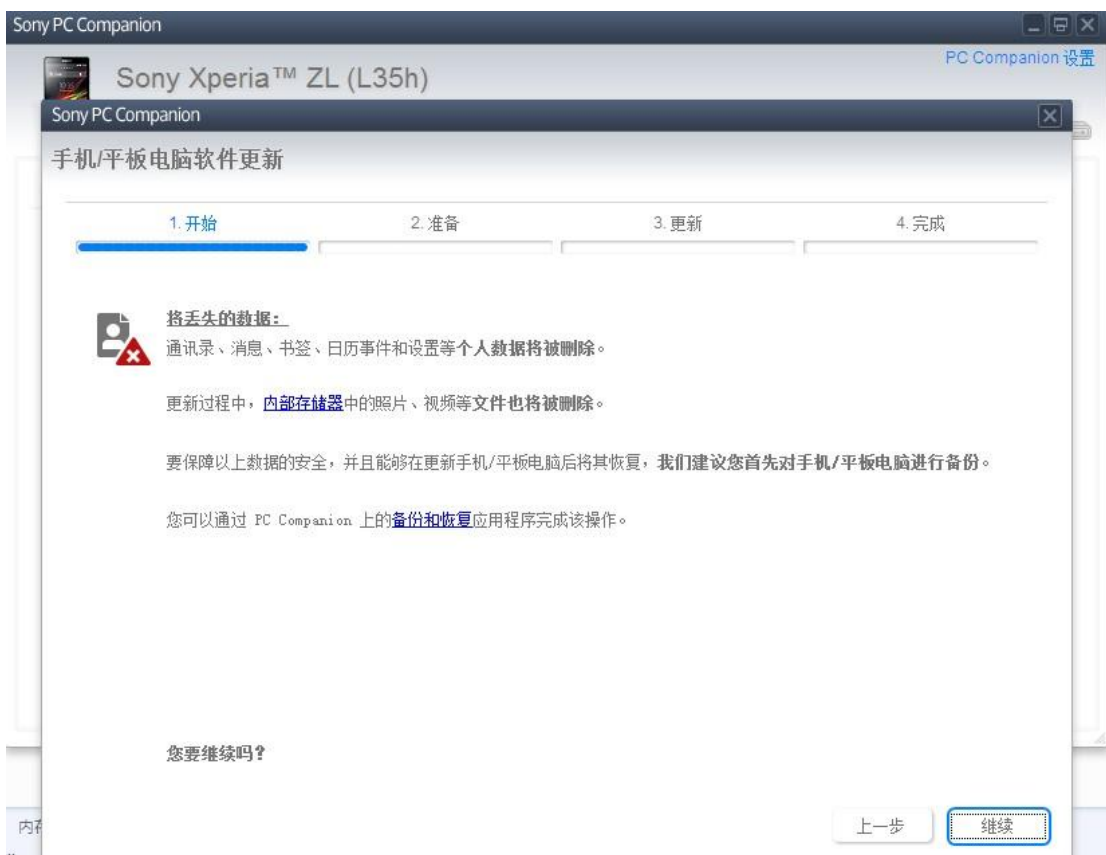 Sony PC Companion
PC Companion 设置
Sony Xperia™ ZL (L35h)
Sony PC Companion
手机/平板电脑软件更新
1. 开始
2. 准备
3. 更新
4. 完成
将丢失的数据：
通讯录、消息、书签、日历事件和设置等个人数据将被删除。
更新过程中，内部存储器中的照片、视频等文件也将被删除。
要保障以上数据的安全，并且能够在更新手机/平板电脑后将其恢复，我们建议您首先对手机/平板电脑进行备份。
您可以通过 PC Companion 上的备份和恢复应用程序完成该操作。
您要继续吗？
上一步
继续